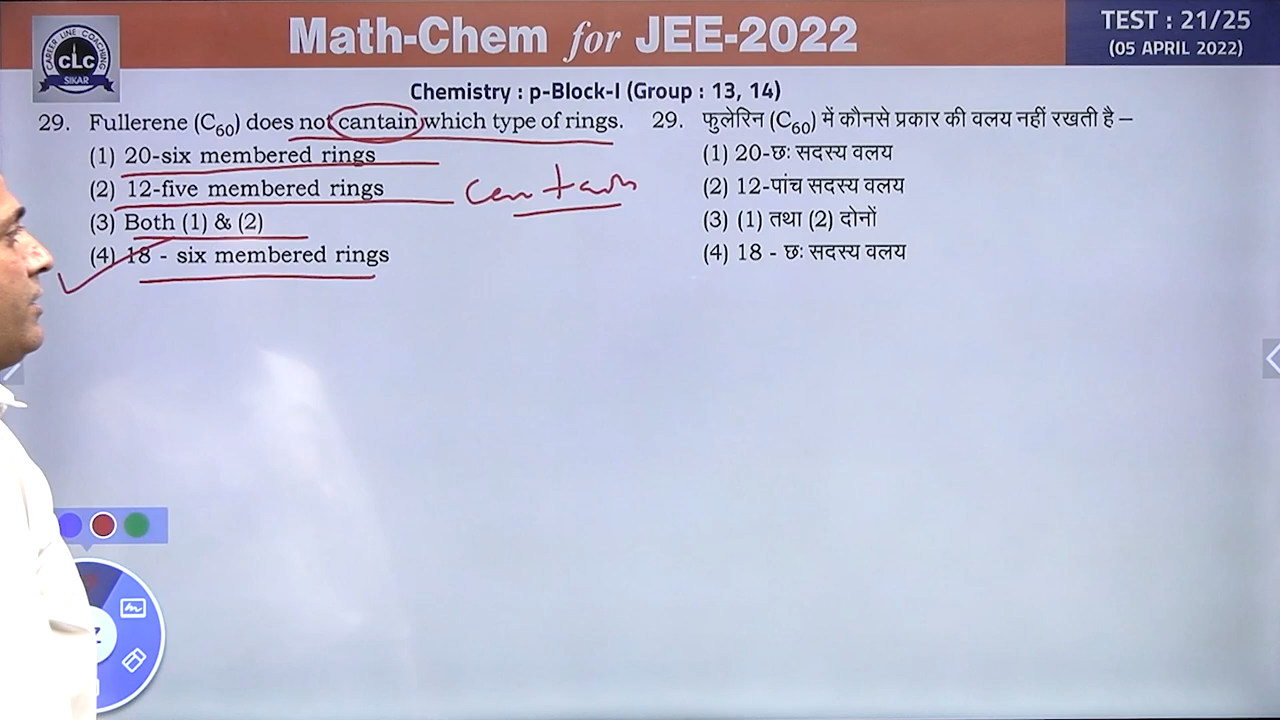 CAREER LINE COACHING
CLC
SIKAR
Math-Chem for JEE-2022
TEST : 21/25
(05 APRIL 2022)
Chemistry : p-Block-I (Group : 13, 14)
29. Fullerene (C60) does not cantain which type of rings.
(1) 20-six membered rings
(2) 12-five membered rings
(3) Both (1) & (2)
(4) 18 - six membered rings
contain
29. फुलेरिन (C60) में कौनसे प्रकार की वलय नहीं रखती है –
(1) 20-छः सदस्य वलय
(2) 12-पांच सदस्य वलय
(3) (1) तथा (2) दोनों
(4) 18 - छः सदस्य वलय
z